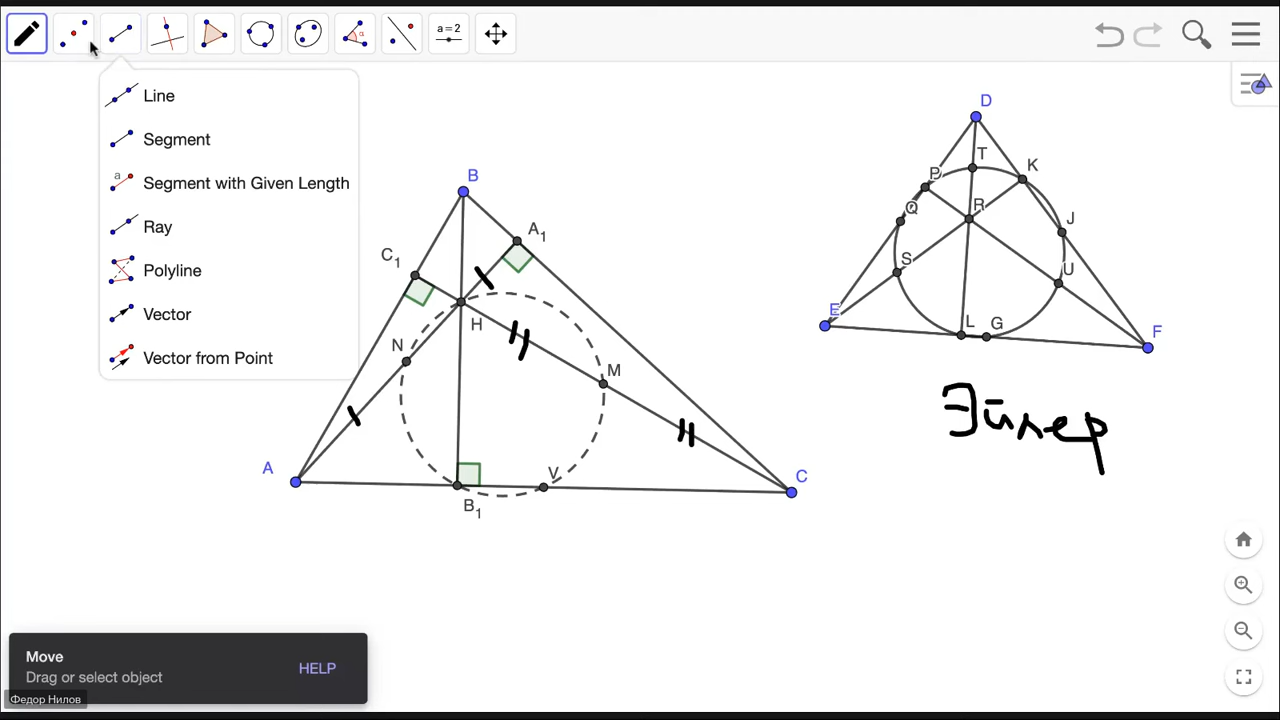 a=2
Line
Segment
a
Segment with Given Length
Ray
Polyline
Vector
Vector from Point
B
A1
C1
H
N
M
A
B1
V
C
D
T
K
P
R
Q
J
S
U
E
L
G
F
Эйлер
Move
HELP
Drag or select object
Федор Нилов